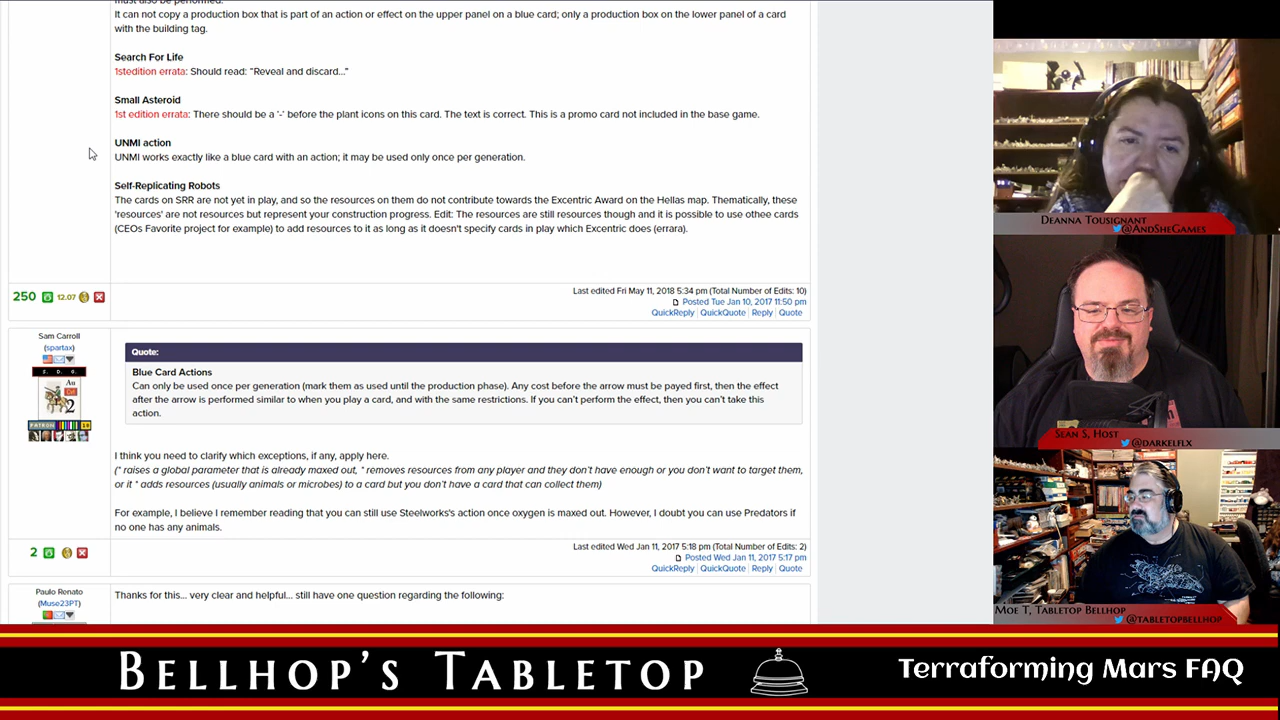 must also be performed.
It can not copy a production box that is part of an action or effect on the upper panel on a blue card; only a production box on the lower panel of a card
with the building tag.
Search For Life
1stedition errata: Should read: "Reveal and discard..."
Small Asteroid
1st edition errata: There should be a '-' before the plant icons on this card. The text is correct. This is a promo card not included in the base game.
UNMI action
UNMI works exactly like a blue card with an action; it may be used only once per generation.
Self-Replicating Robots
The cards on SRR are not yet in play, and so the resources on them do not contribute towards the Excentric Award on the Hellas map. Thematically, these
'resources' are not resources but represent your construction progress. Edit: The resources are still resources though and it is possible to use othee cards
(CEOs Favorite project for example) to add resources to it as long as it doesn't specify cards in play which Excentric does (errara).
250 12.07
Last edited Fri May 11, 2018 5:34 pm (Total Number of Edits: 10)
Posted Tue Jan 10, 2017 11:50 pm
QuickReply QuickQuote Reply Quote
Sam Carroll
(spartax)
S. D. G.
Au
2
PATRON 10
Quote:
Blue Card Actions
Can only be used once per generation (mark them as used until the production phase). Any cost before the arrow must be payed first, then the effect
after the arrow is performed similar to when you play a card, and with the same restrictions. If you can't perform the effect, then you can't take this
action.
I think you need to clarify which exceptions, if any, apply here.
(* raises a global parameter that is already maxed out, * removes resources from any player and they don't have enough or you don't want to target them,
or it * adds resources (usually animals or microbes) to a card but you don't have a card that can collect them)
For example, I believe I remember reading that you can still use Steelworks's action once oxygen is maxed out. However, I doubt you can use Predators if
no one has any animals.
2
Last edited Wed Jan 11, 2017 5:18 pm (Total Number of Edits: 2)
Posted Wed Jan 11, 2017 5:17 pm
QuickReply QuickQuote Reply Quote
Paulo Renato
(Muse23PT)
Thanks for this... very clear and helpful... still have one question regarding the following:
Deanna Tousignant
@AndSheGames
Sean S, Host
@DARKELFLX
Moe T, Tabletop Bellhop
@TABLETOPBELLHOP
Bellhop's Tabletop
Terraforming Mars FAQ